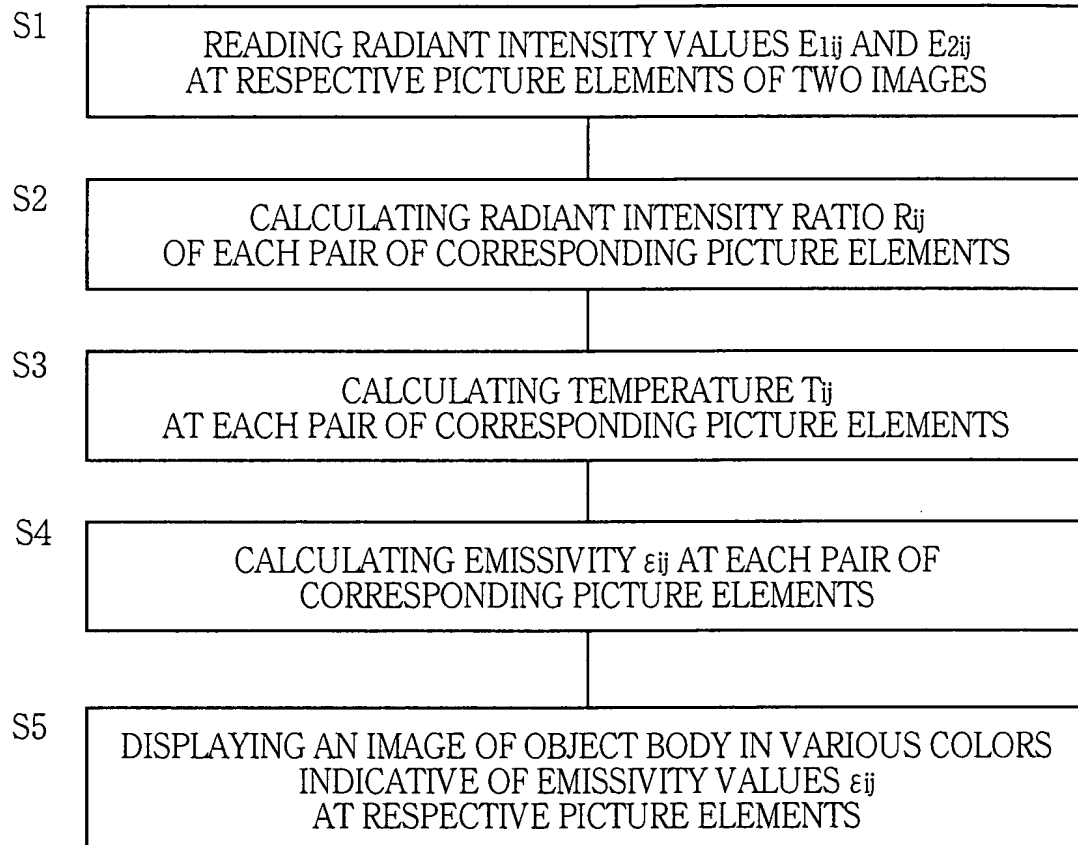 S1
READING RADIANT INTENSITY VALUES E1ij AND E2ij
AT RESPECTIVE PICTURE ELEMENTS OF TWO IMAGES
S2
CALCULATING RADIANT INTENSITY RATIO Rij
OF EACH PAIR OF CORRESPONDING PICTURE ELEMENTS
S3
CALCULATING TEMPERATURE Tij
AT EACH PAIR OF CORRESPONDING PICTURE ELEMENTS
S4
CALCULATING EMISSIVITY εij AT EACH PAIR OF
CORRESPONDING PICTURE ELEMENTS
S5
DISPLAYING AN IMAGE OF OBJECT BODY IN VARIOUS COLORS
INDICATIVE OF EMISSIVITY VALUES εij
AT RESPECTIVE PICTURE ELEMENTS